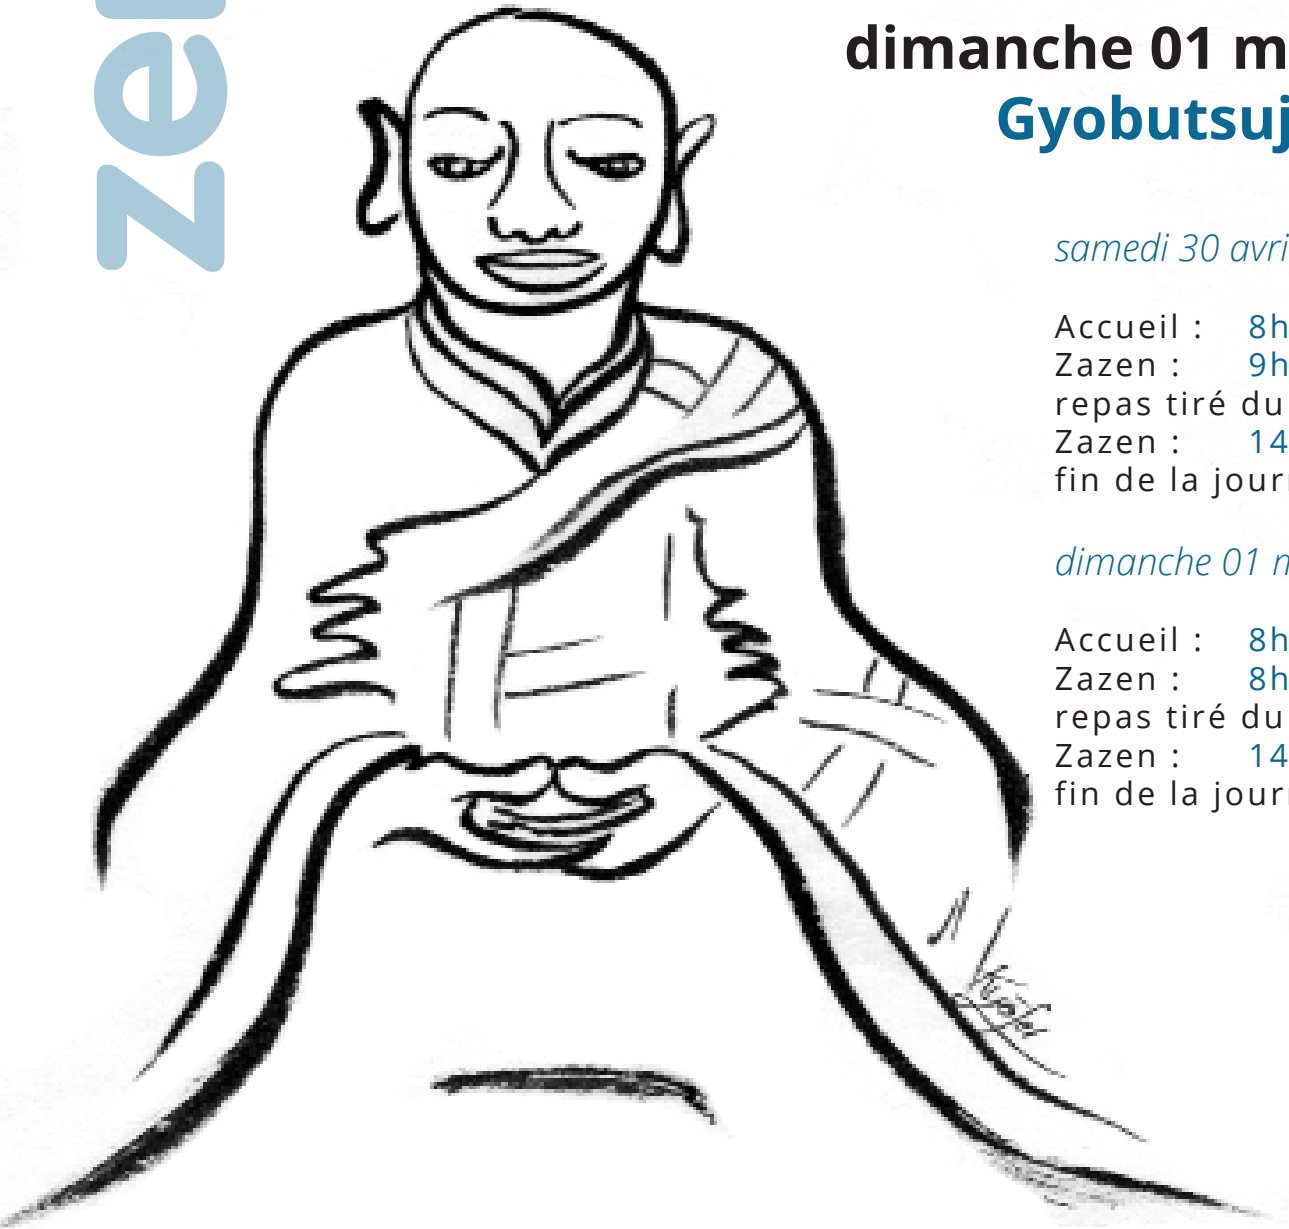 ze
dimanche 01 m
Gyobutsuj
samedi 30 avri
Accueil : 8h
Zazen : 9h
repas tiré du
Zazen : 14
fin de la jour
dimanche 01 m
Accueil : 8h
Zazen : 8h
repas tiré du
Zazen : 14
fin de la jour